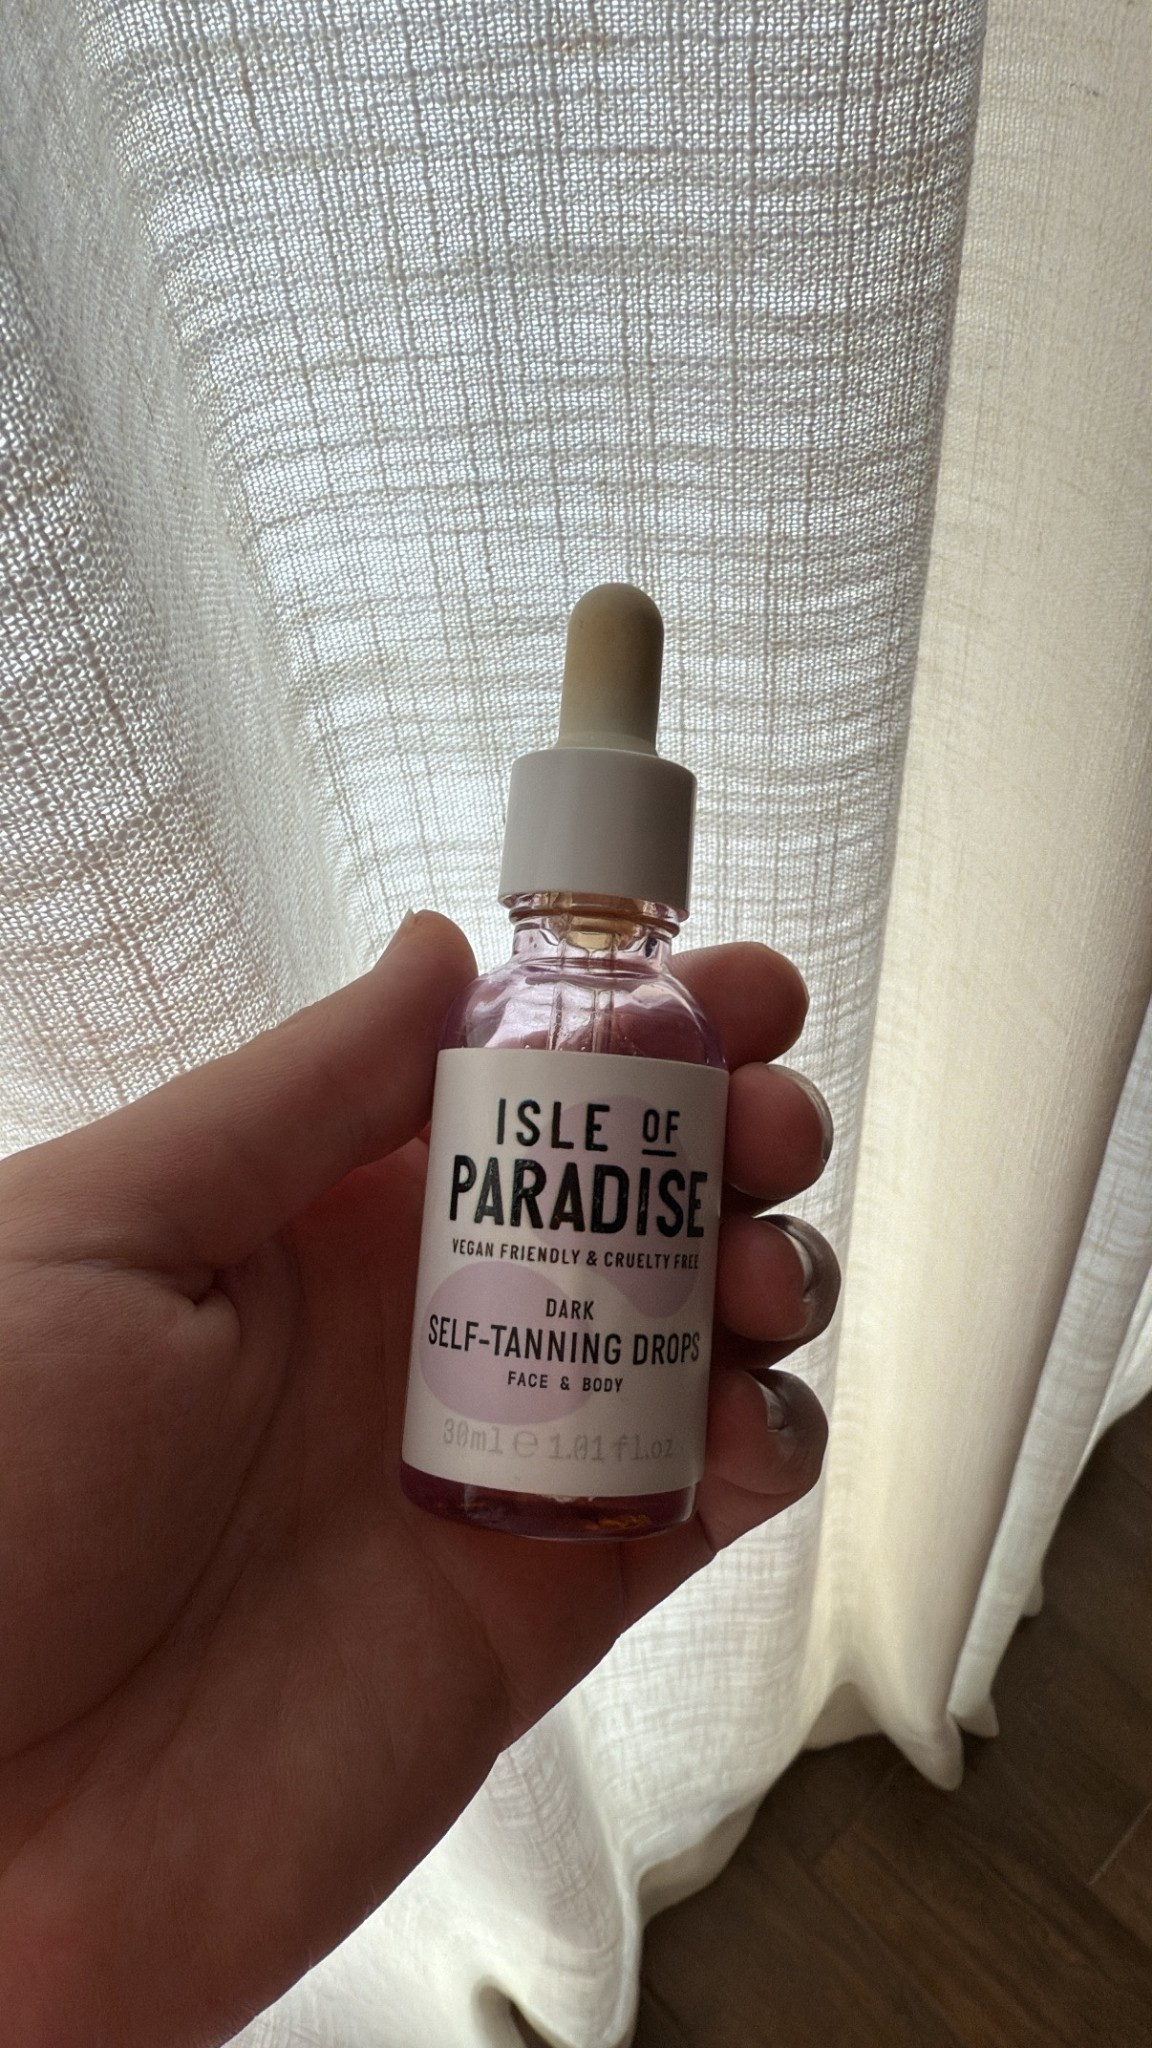 ISLE OF
PARADISE
VEGAN FRIENDLY & CRUELTY FREE
DARK
SELF-TANNING DROPS
FACE & BODY
30ml ℮ 1.01 fl.oz